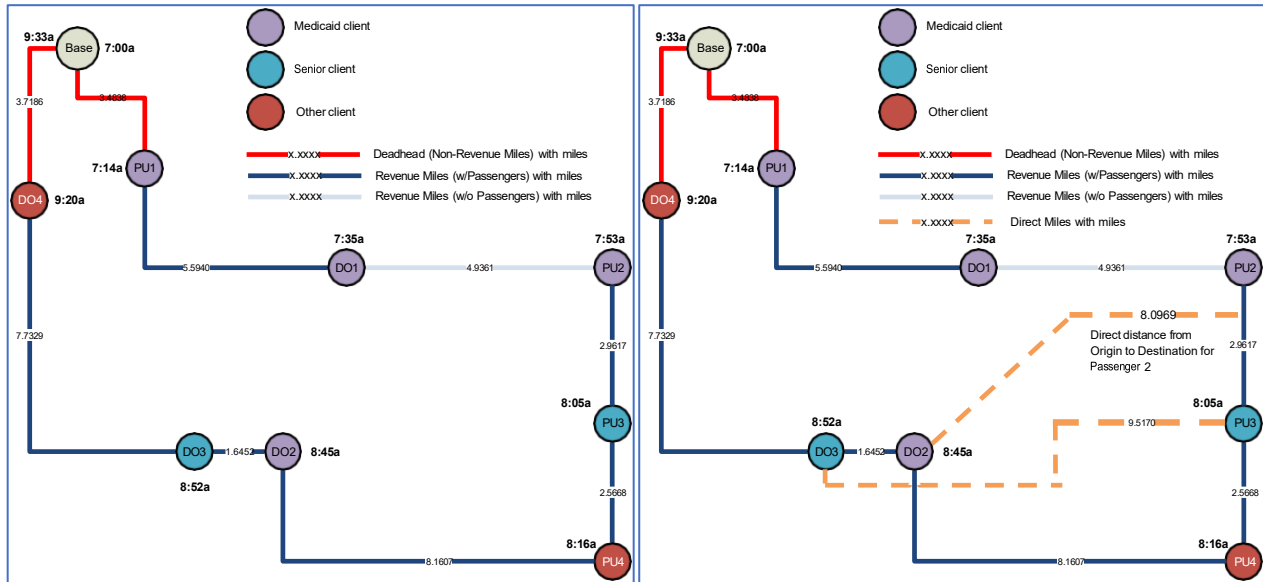 9:33a
Base
7:00a
Medicaid client
Senior client
3.7186
3.4838
Other client
PU1
7:14a
x.xxxx
Deadhead (Non-Revenue Miles) with miles
x.xxxx
Revenue Miles (w/Passengers) with miles
DO4
9:20a
x.xxxx
Revenue Miles (w/o Passengers) with miles
7:35a
7:53a
5.5940
DO1
4.9361
PU2
7.7329
2.9617
8:05a
PU3
DO3
1.6452
DO2
8:45a
8:52a
2.5668
8:16a
8.1607
PU4
9:33a
Base
7:00a
Medicaid client
Senior client
3.7186
3.4838
Other client
PU1
7:14a
x.xxxx
Deadhead (Non-Revenue Miles) with miles
x.xxxx
Revenue Miles (w/Passengers) with miles
DO4
9:20a
x.xxxx
Revenue Miles (w/o Passengers) with miles
x.xxxx
Direct Miles with miles
7:35a
7:53a
5.5940
DO1
4.9361
PU2
8.0969
7.7329
Direct distance from
Origin to Destination for
Passenger 2
2.9617
8:05a
8:52a
9.5170
PU3
DO3
1.6452
DO2
8:45a
2.5668
8:16a
8.1607
PU4